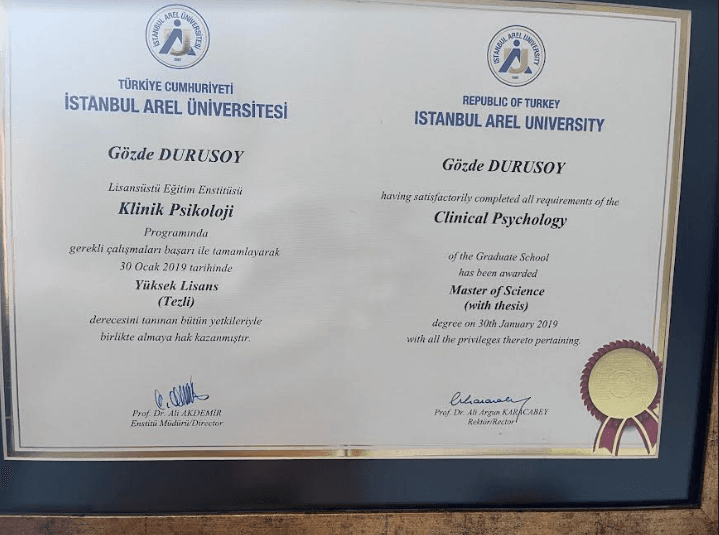 TÜRKİYE CUMHURİYETİ
İSTANBUL AREL ÜNİVERSİTESİ
Gözde DURUSOY
Lisansüstü Eğitim Enstitüsü
Klinik Psikoloji
Programında
gerekli çalışmaları başarı ile tamamlayarak
30 Ocak 2019 tarihinde
Yüksek Lisans
(Tezli)
derecesini tanınan bütün yetkileriyle
birlikte almaya hak kazanmıştır.
Prof. Dr. Ali AKDEMİR
Enstitü Müdürü/Director
İSTANBUL AREL UNIVERSITY
REPUBLIC OF TURKEY
ISTANBUL AREL UNIVERSITY
Gözde DURUSOY
having satisfactorily completed all requirements of the
Clinical Psychology
of the Graduate School
has been awarded
Master of Science
(with thesis)
degree on 30th January 2019
with all the privileges thereto pertaining.
Prof. Dr. Ali Argun KARACABEY
Rektör/Rector